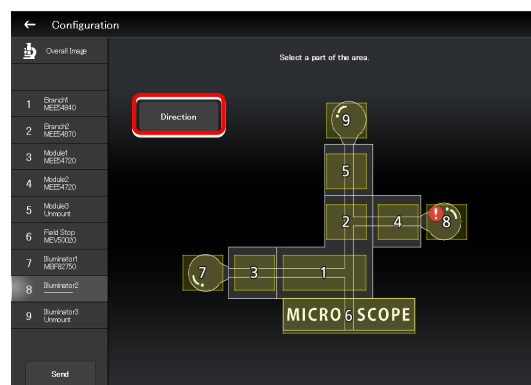 ← Configuration
Overall Image
Select a part of the area.
1 Branch1
MEE54840
2 Branch2
MEE54870
3 Module1
MEE54720
4 Module2
MEE54720
5 Module3
Unmount
6 Field Stop
MEV50020
7 Illuminator1
MEF82750
8 Illuminator2
9 Illuminator3
Unmount
Send
Direction
9
5
2
4
!
8
7
3
1
MICRO 6 SCOPE